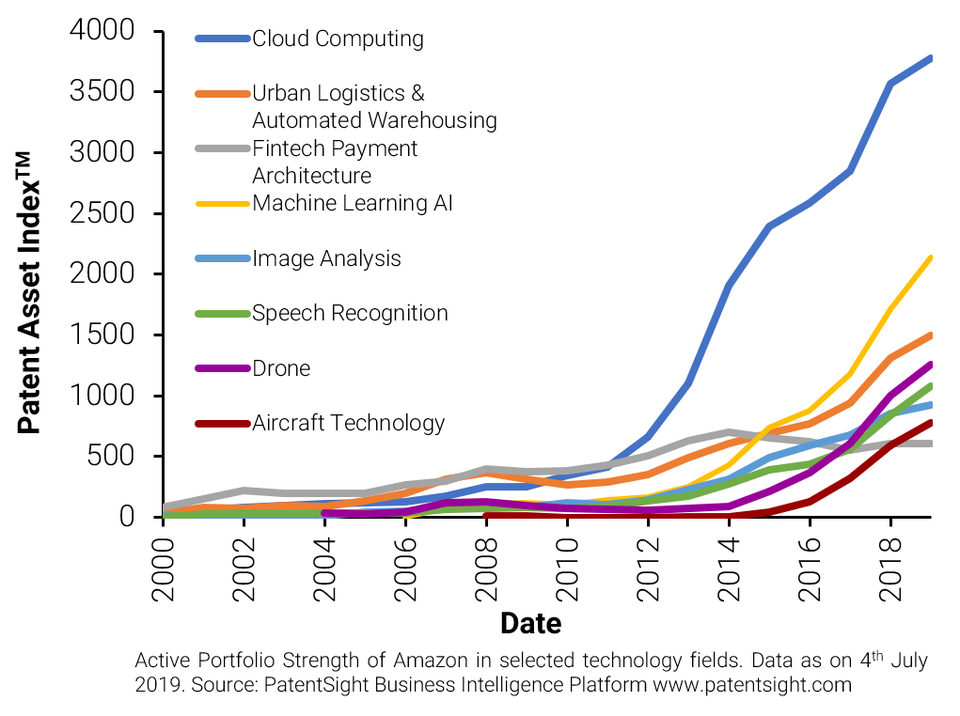 4000
3500
3000
2500
2000
1500
1000
500
0
Patent Asset Index™
Cloud Computing
Urban Logistics &
Automated Warehousing
Fintech Payment
Architecture
Machine Learning AI
Image Analysis
Speech Recognition
Drone
Aircraft Technology
2000
2002
2004
2006
2008
2010
2012
2014
2016
2018
Date
Active Portfolio Strength of Amazon in selected technology fields. Data as on 4th July
2019. Source: PatentSight Business Intelligence Platform www.patentsight.com